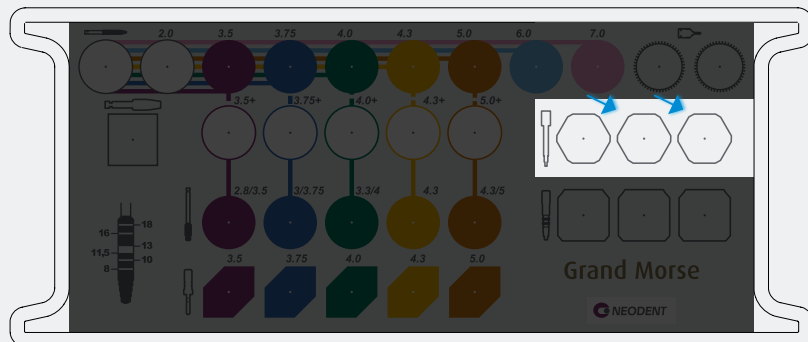 2.0 3.5 3.75 4.0 4.3 5.0 6.0 7.0
3.5+ 3.75+ 4.0+ 4.3+ 5.0+
2.8/3.5 3/3.75 3.3/4 4.3 4.3/5
18
16
13
11,5
10
8
3.5 3.75 4.0 4.3 5.0
Grand Morse
NEODENT